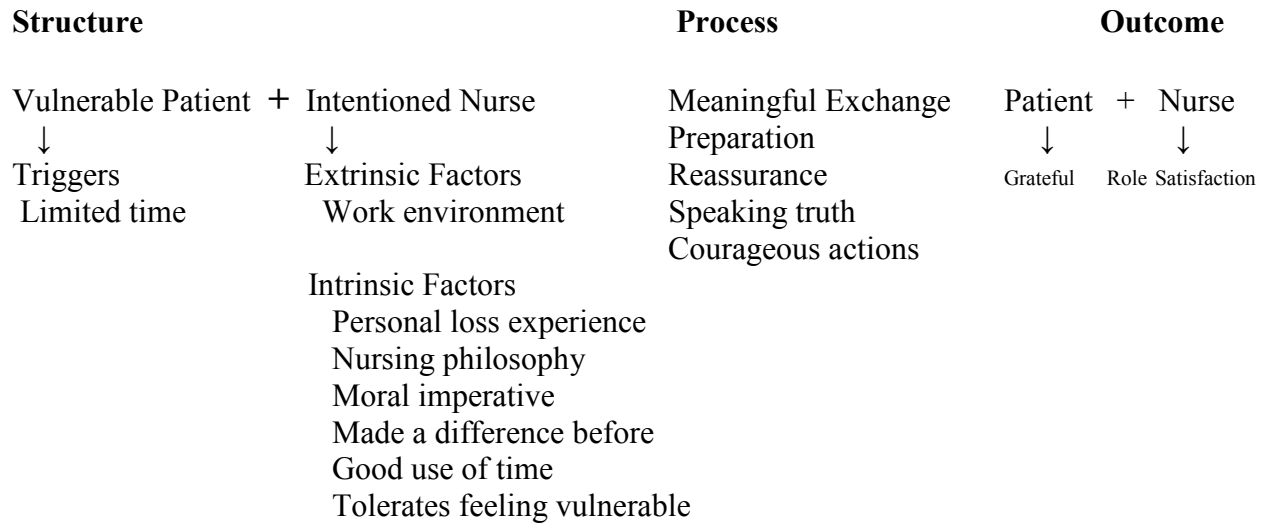 Structure Process Outcome
Vulnerable Patient + Intentioned Nurse Meaningful Exchange Patient + Nurse
↓ ↓ Preparation ↓ ↓
Triggers Extrinsic Factors Reassurance Grateful Role Satisfaction
Limited time Work environment Speaking truth
Courageous actions
Intrinsic Factors
Personal loss experience
Nursing philosophy
Moral imperative
Made a difference before
Good use of time
Tolerates feeling vulnerable